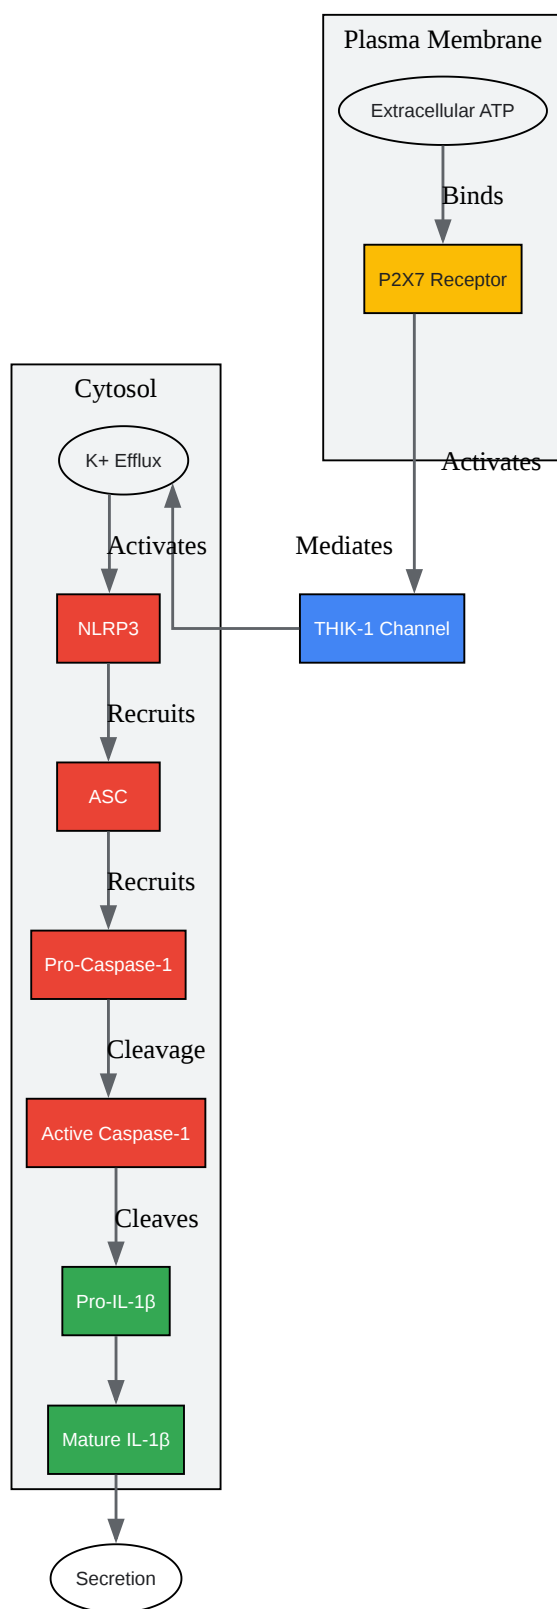 Plasma Membrane
Extracellular ATP
Binds
P2X7 Receptor
Activates
Cytosol
K+ Efflux
Activates
Mediates
NLRP3
THIK-1 Channel
Recruits
ASC
Recruits
Pro-Caspase-1
Cleavage
Active Caspase-1
Cleaves
Pro-IL-1β
Mature IL-1β
Secretion